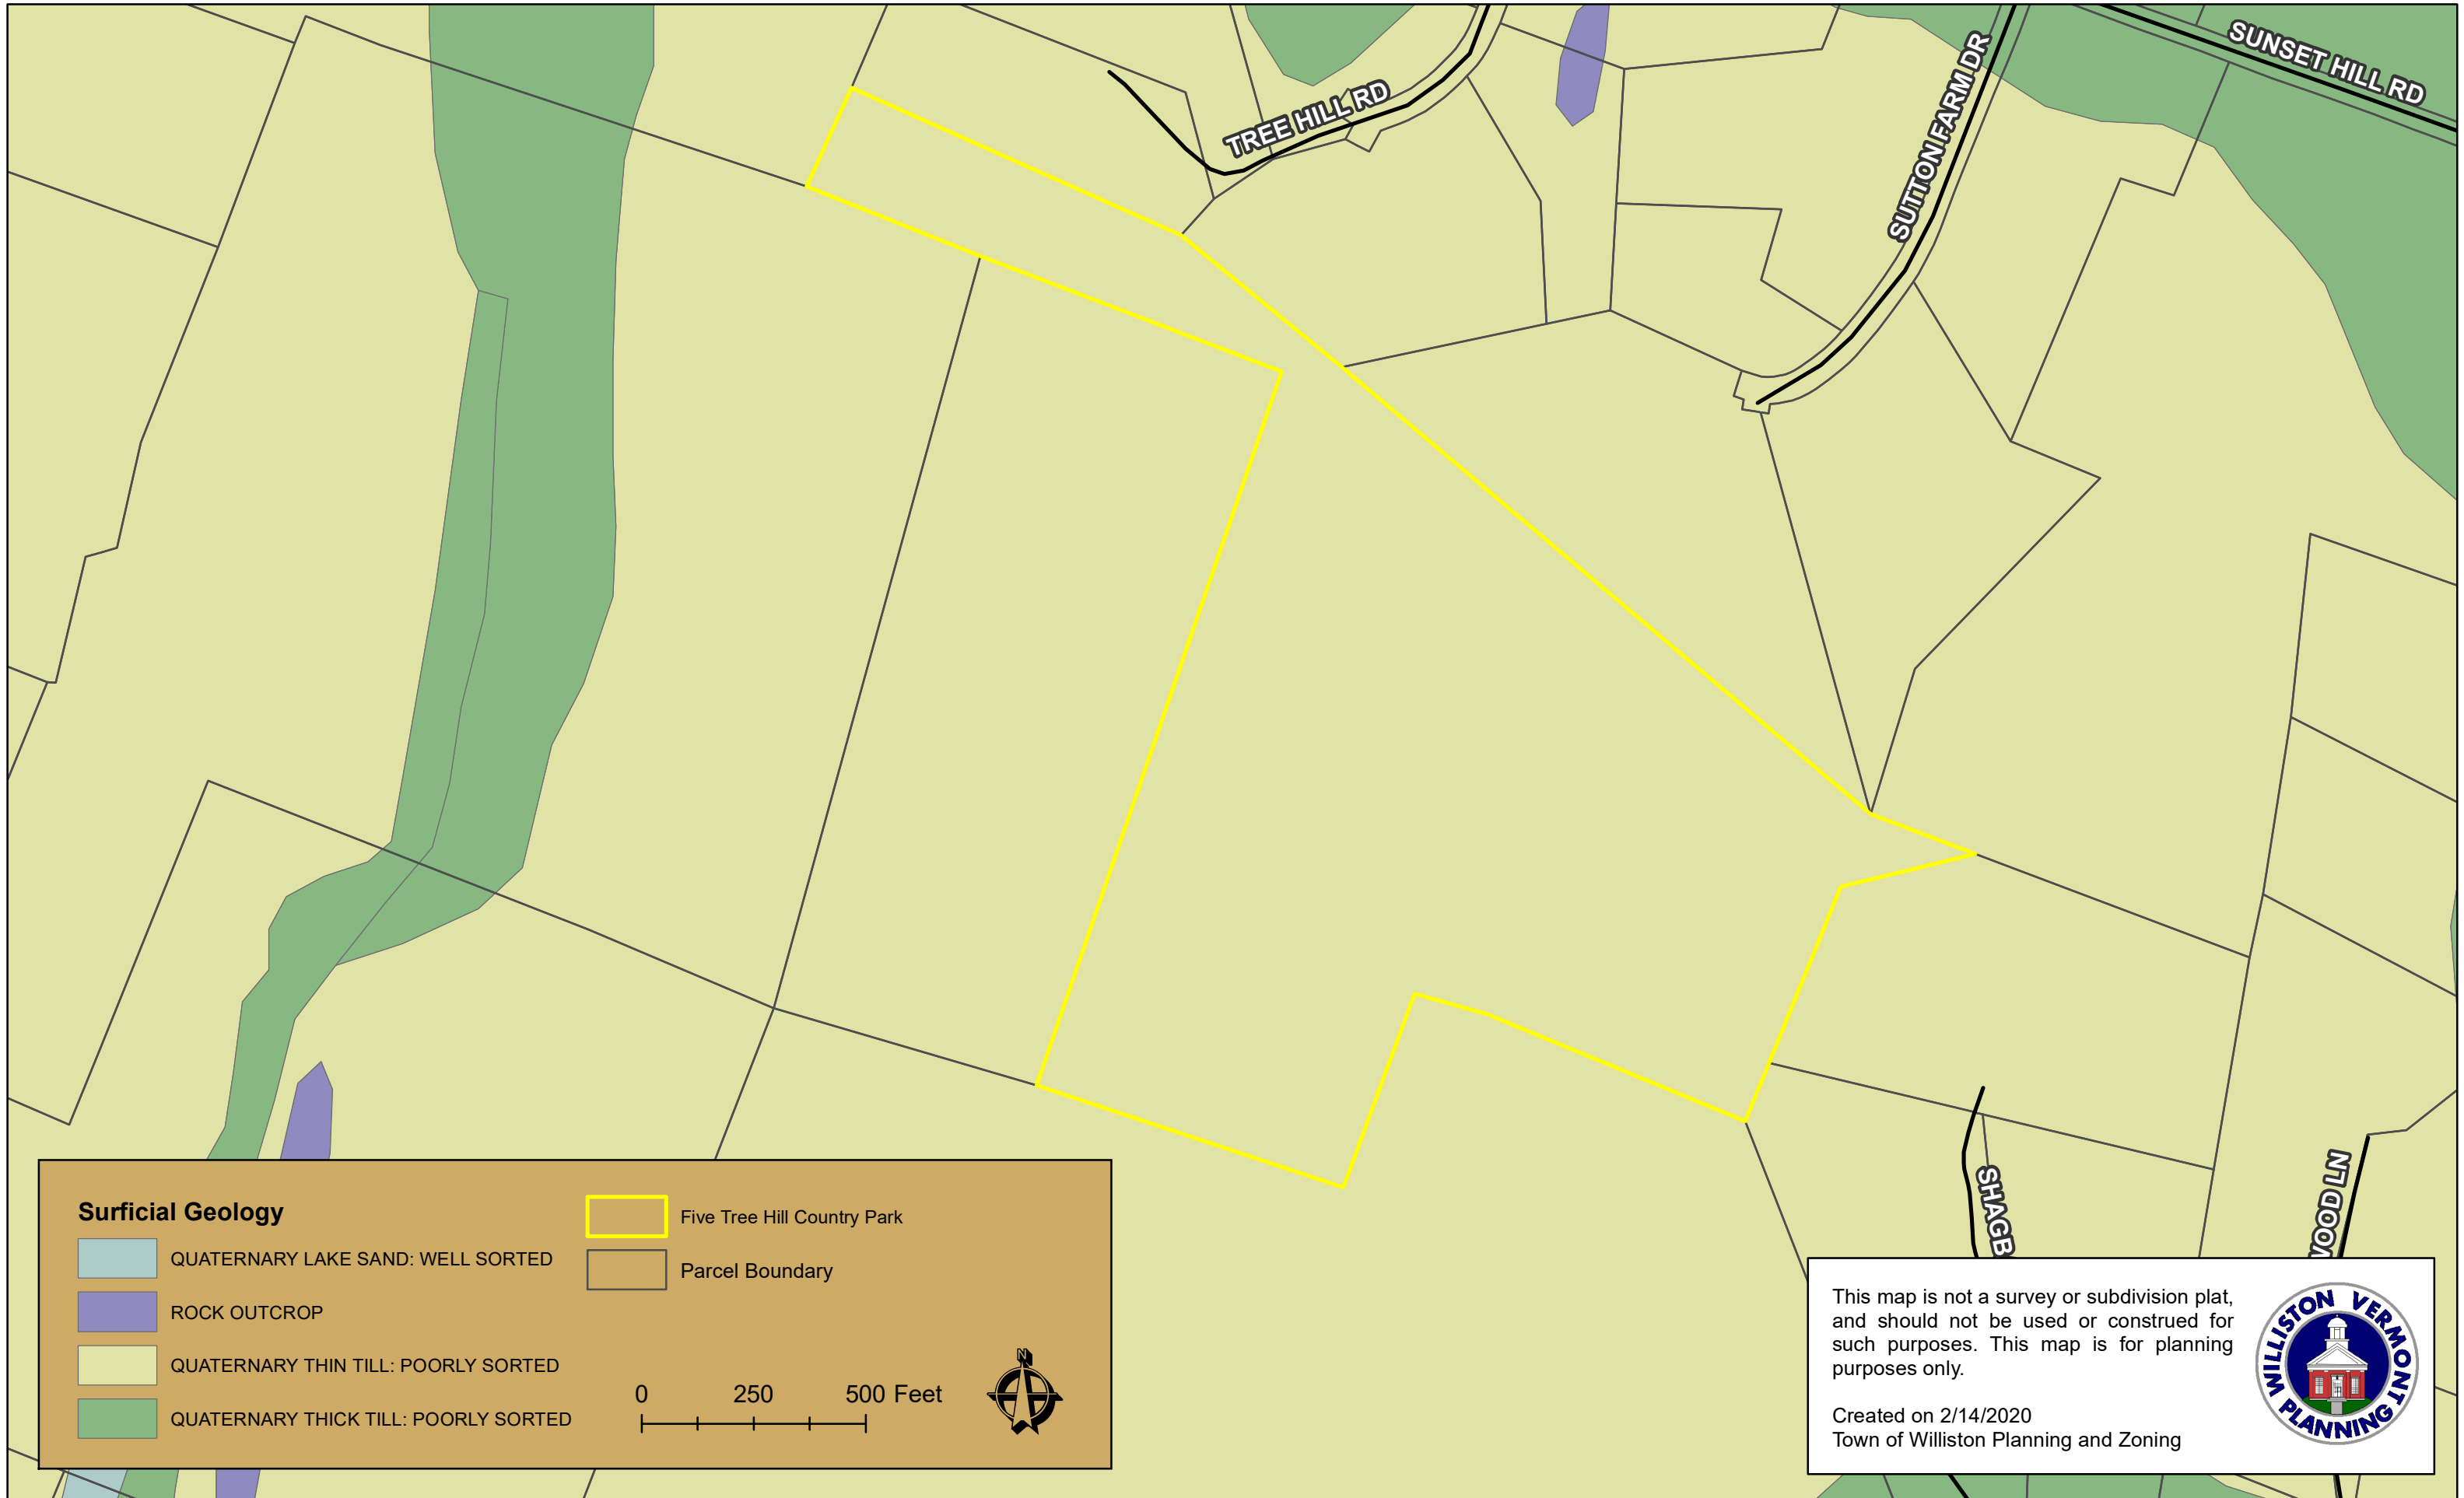 SUNSET HILL RD
TREE HILL RD
SUTTON FARM DR
SHAGB
WOOD LN
Surficial Geology
QUATERNARY LAKE SAND: WELL SORTED
ROCK OUTCROP
QUATERNARY THIN TILL: POORLY SORTED
QUATERNARY THICK TILL: POORLY SORTED
Five Tree Hill Country Park
Parcel Boundary
0 250 500 Feet
N
This map is not a survey or subdivision plat,
and should not be used or construed for
such purposes. This map is for planning
purposes only.
Created on 2/14/2020
Town of Williston Planning and Zoning
WILLISTON VERMONT
PLANNING